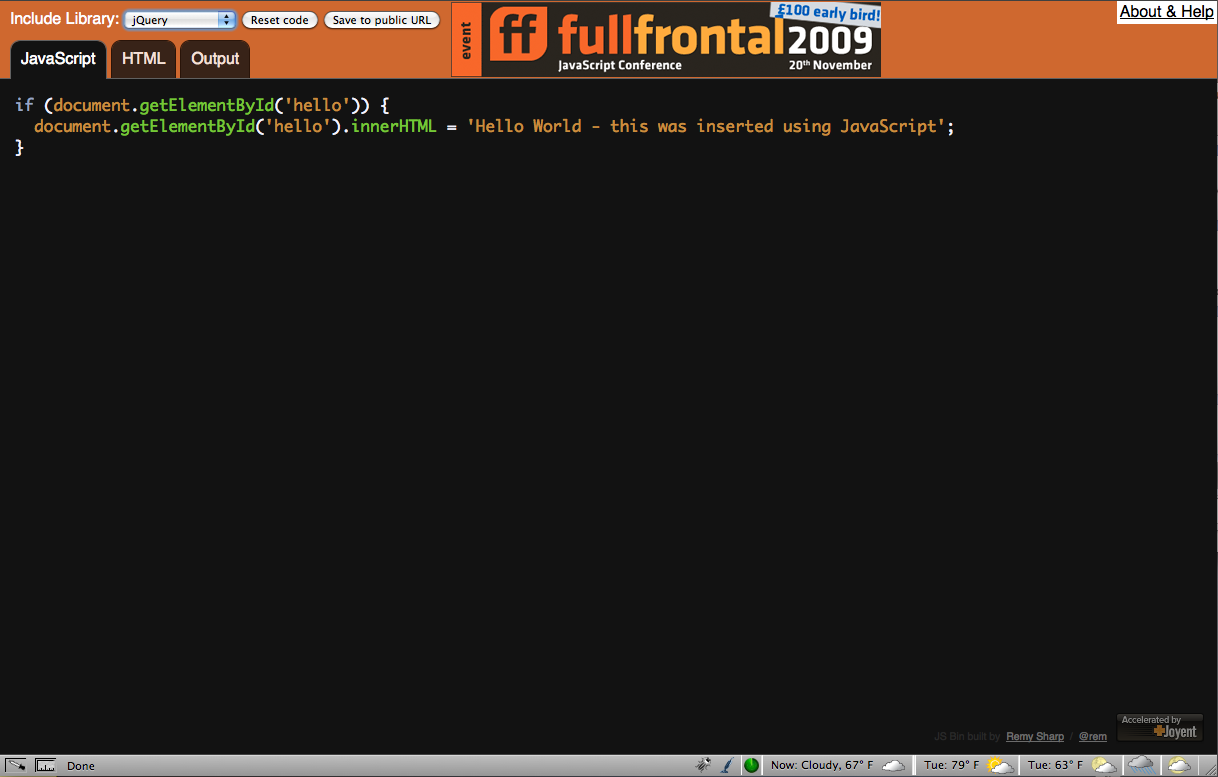 Include Library: jQuery Reset code Save to public URL
JavaScript HTML Output
event
ff fullfrontal 2009
£100 early bird!
JavaScript Conference
20th November
About & Help
if (document.getElementById('hello')) {
  document.getElementById('hello').innerHTML = 'Hello World - this was inserted using JavaScript';
}
JS Bin built by Remy Sharp / @rem
Accelerated by
Joyent
Done
Now: Cloudy, 67° F Tue: 79° F Tue: 63° F